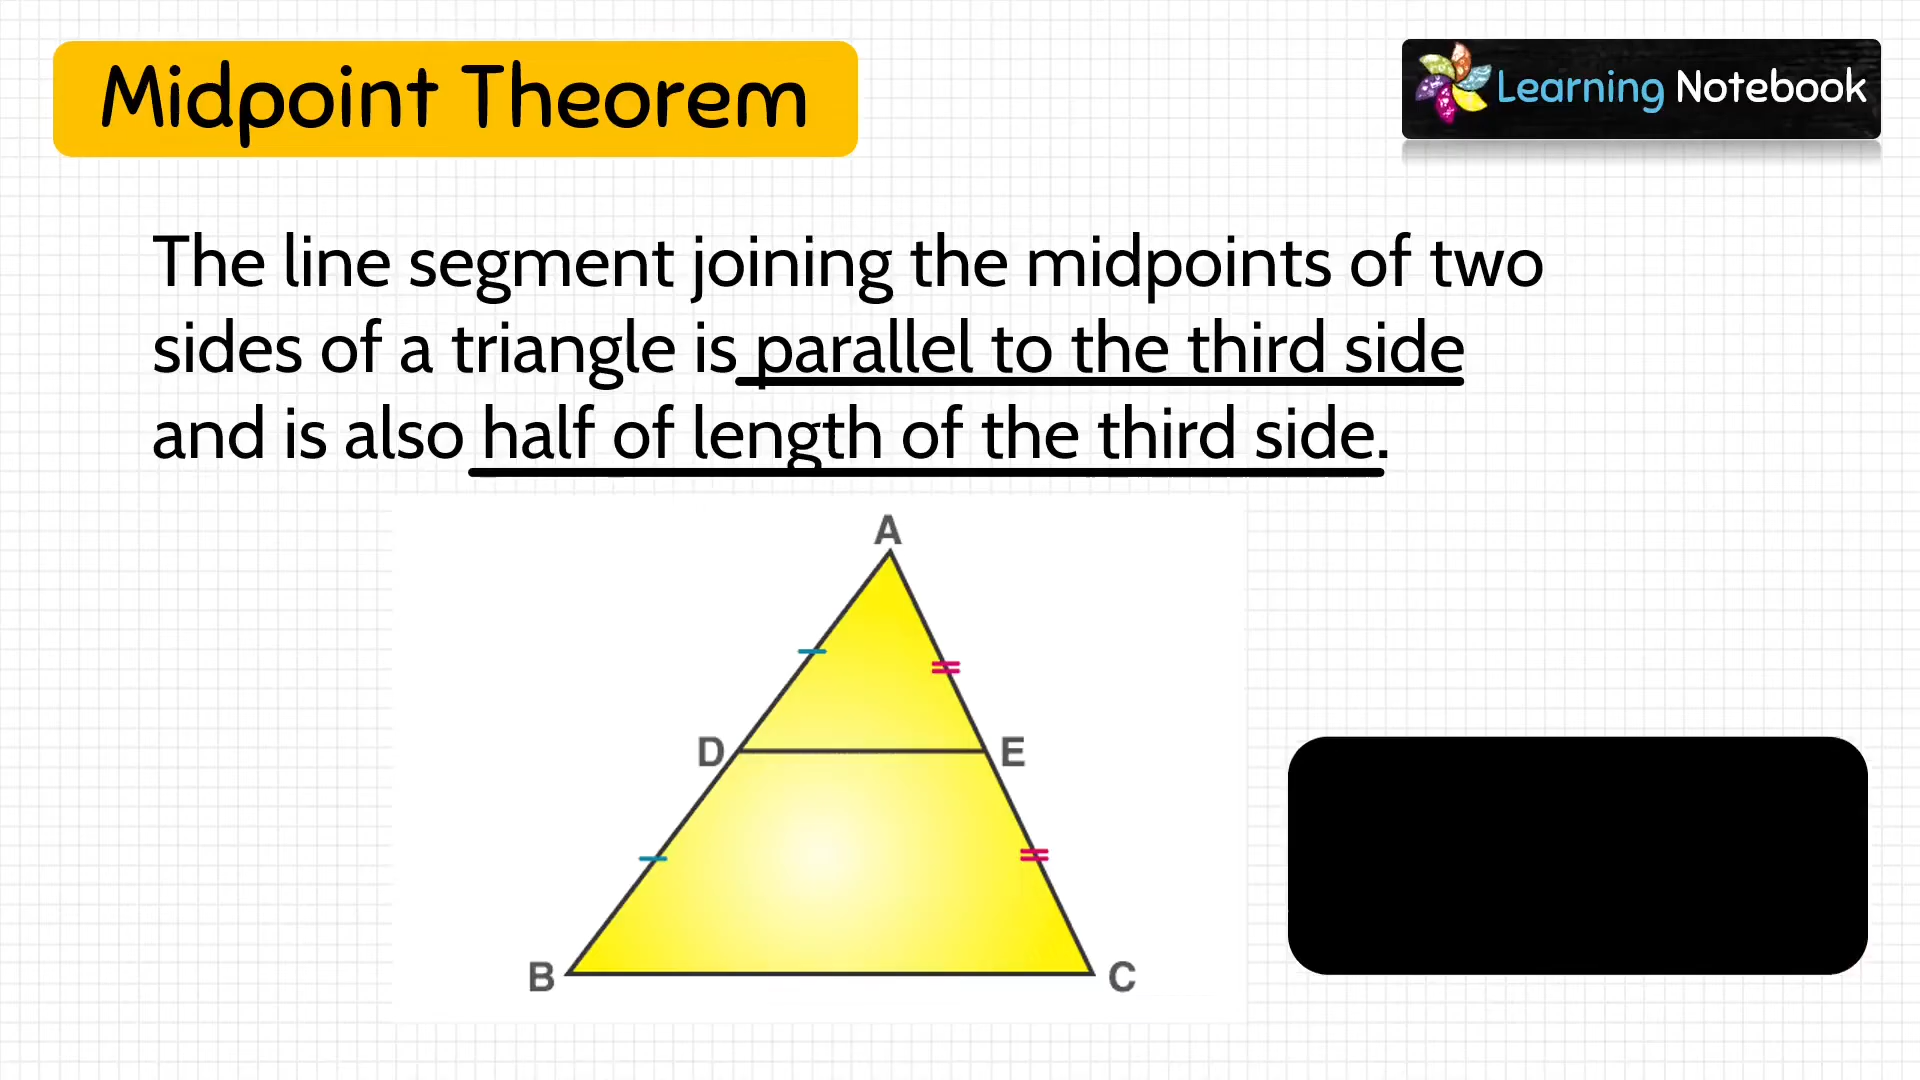 Midpoint Theorem
Learning Notebook
The line segment joining the midpoints of two
sides of a triangle is parallel to the third side
and is also half of length of the third side.
A
D
E
B
C